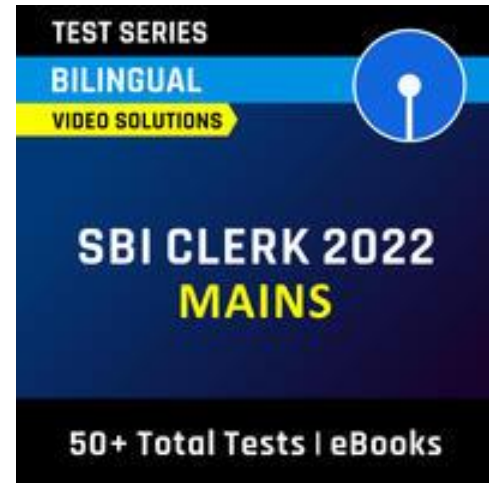 TEST SERIES
BILINGUAL
VIDEO SOLUTIONS
SBI CLERK 2022
MAINS
50+ Total Tests | eBooks